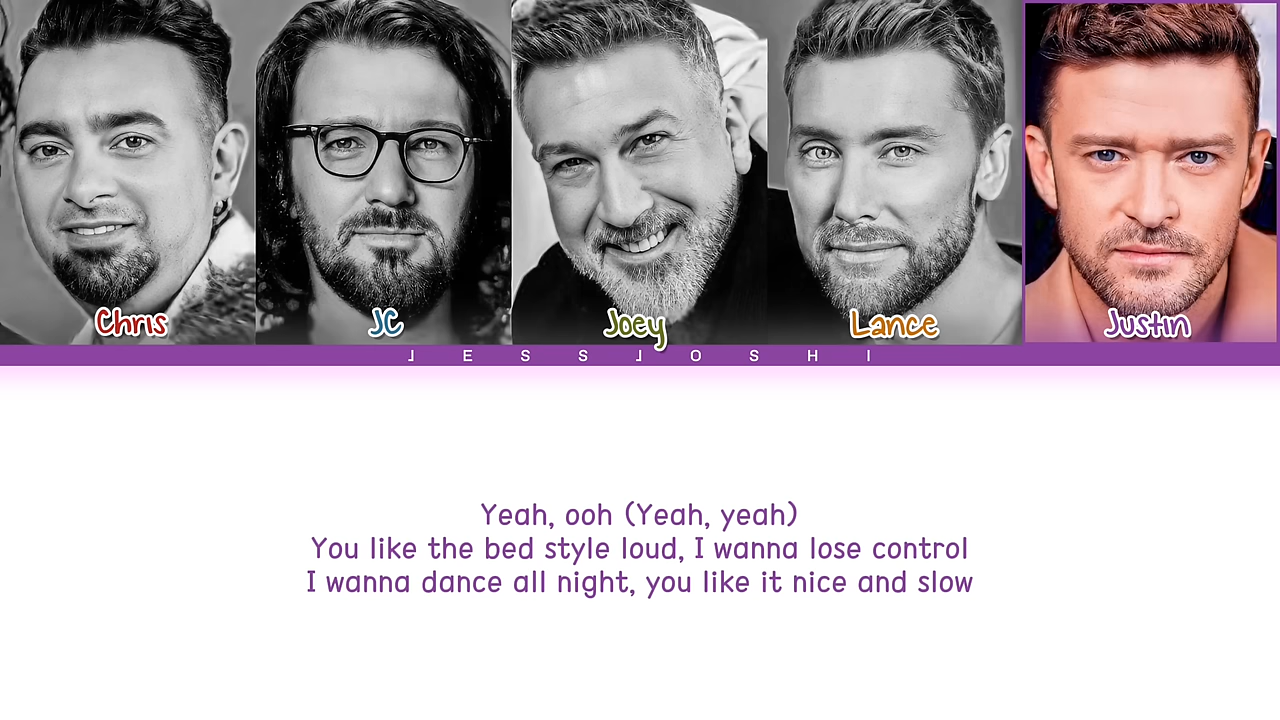 Chris
JC
Joey
Lance
Justin
JESSJOSHI
Yeah, ooh (Yeah, yeah)
You like the bed style loud, I wanna lose control
I wanna dance all night, you like it nice and slow